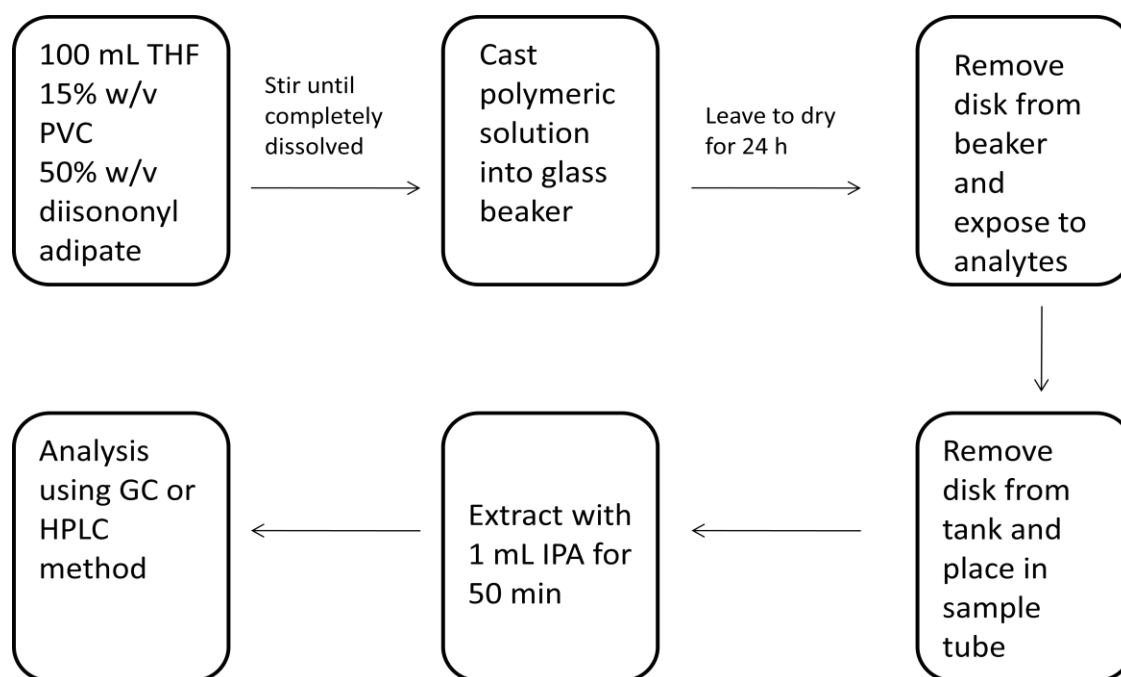 100 mL THF
15% w/v
PVC
50% w/v
diisononyl
adipate
Stir until
completely
dissolved
Cast
polymeric
solution
into glass
beaker
Leave to dry
for 24 h
Remove
disk from
beaker
and
expose to
analytes
Remove
disk from
tank and
place in
sample
tube
Extract with
1 mL IPA for
50 min
Analysis
using GC or
HPLC
method